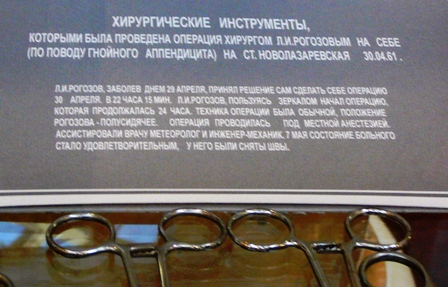 ХИРУРГИЧЕСКИЕ ИНСТРУМЕНТЫ,
КОТОРЫМИ БЫЛА ПРОВЕДЕНА ОПЕРАЦИЯ ХИРУРГОМ Л.И.РОГОЗОВЫМ НА СЕБЕ
(ПО ПОВОДУ ГНОЙНОГО АППЕНДИЦИТА) НА СТ. НОВОЛАЗАРЕВСКАЯ 30.04.61.
Л.И.РОГОЗОВ, ЗАБОЛЕВ ДНЕМ 29 АПРЕЛЯ, ПРИНЯЛ РЕШЕНИЕ САМ СДЕЛАТЬ СЕБЕ ОПЕРАЦИЮ
30 АПРЕЛЯ. В 22 ЧАСА 15 МИН. Л.И.РОГОЗОВ, ПОЛЬЗУЯСЬ ЗЕРКАЛОМ НАЧАЛ ОПЕРАЦИЮ,
КОТОРАЯ ПРОДОЛЖАЛАСЬ 2 ЧАСА. ТЕХНИКА ОПЕРАЦИИ БЫЛА ОБЫЧНОЙ, ПОЛОЖЕНИЕ
РОГОЗОВА - ПОЛУСИДЯЧЕЕ. ОПЕРАЦИЯ ПРОВОДИЛАСЬ ПОД МЕСТНОЙ АНЕСТЕЗИЕЙ.
АССИСТИРОВАЛИ ВРАЧУ МЕТЕОРОЛОГ И ИНЖЕНЕР-МЕХАНИК. 7 МАЯ СОСТОЯНИЕ БОЛЬНОГО
СТАЛО УДОВЛЕТВОРИТЕЛЬНЫМ, У НЕГО БЫЛИ СНЯТЫ ШВЫ.